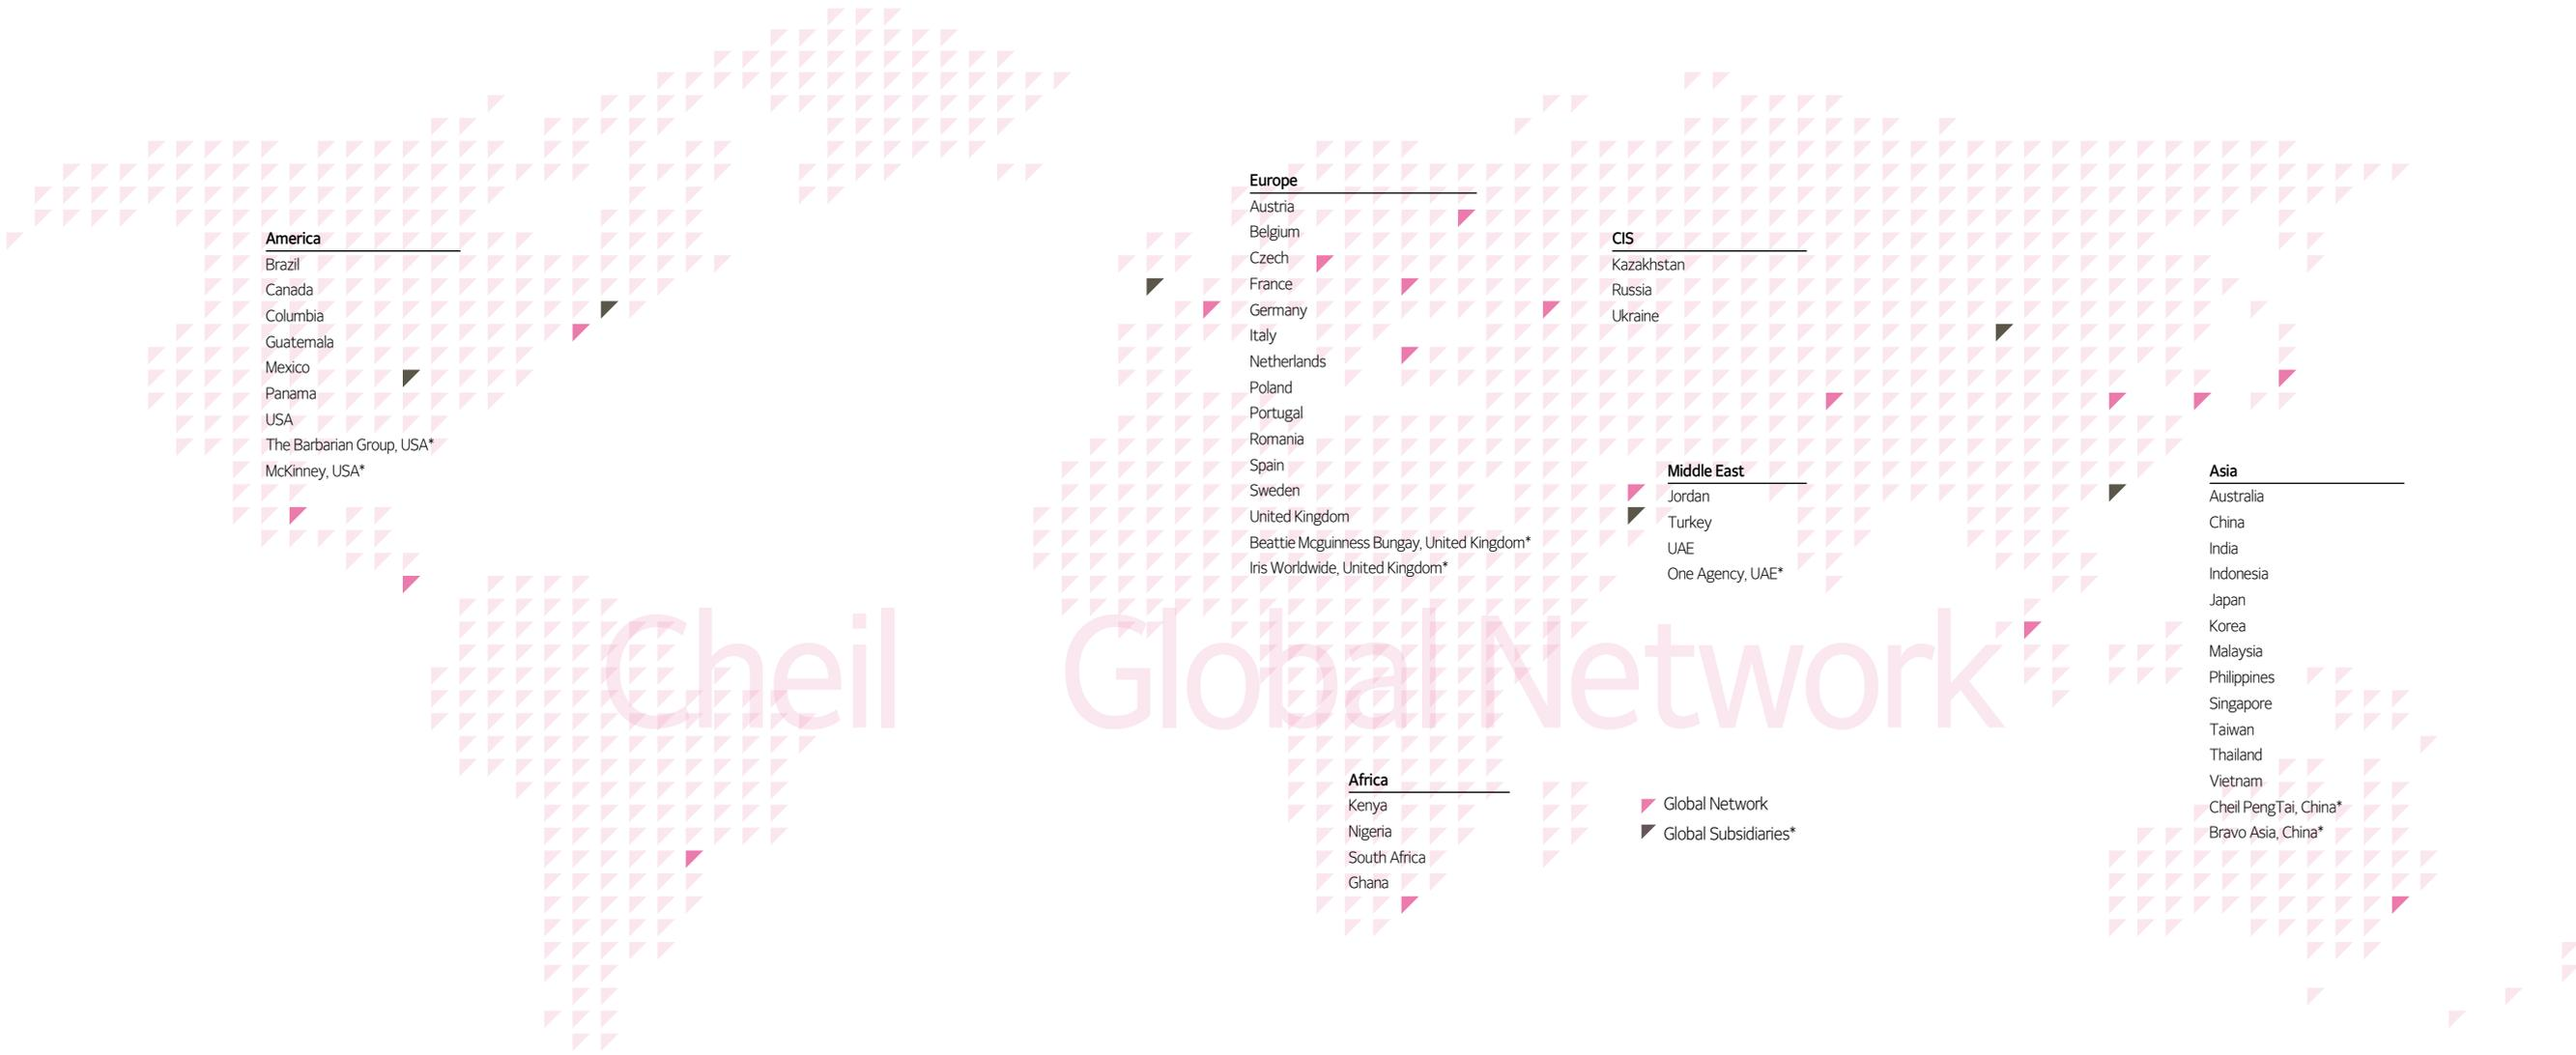 Europe
Austria
Belgium
Czech
France
Germany
Italy
Netherlands
Poland
Portugal
Romania
Spain
Sweden
United Kingdom
Beattie Mcguinness Bungay, United Kingdom*
Iris Worldwide, United Kingdom*
America
Brazil
Canada
Columbia
Guatemala
Mexico
Panama
USA
The Barbarian Group, USA*
McKinney, USA*
CIS
Kazakhstan
Russia
Ukraine
Middle East
Jordan
Turkey
UAE
One Agency, UAE*
Asia
Australia
China
India
Indonesia
Japan
Korea
Malaysia
Philippines
Singapore
Taiwan
Thailand
Vietnam
Cheil PengTai, China*
Bravo Asia, China*
Cheil Global Network
Africa
Kenya
Nigeria
South Africa
Ghana
Global Network
Global Subsidiaries*